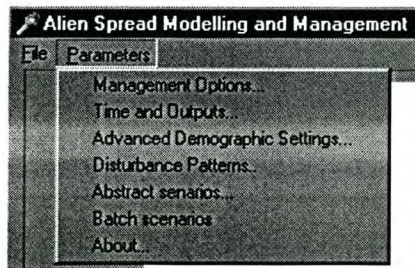 Alien Spread Modelling and Management
File Parameters
Management Options...
Time and Outputs...
Advanced Demographic Settings...
Disturbance Patterns..
Abstract senarios...
Batch scenarios
About...